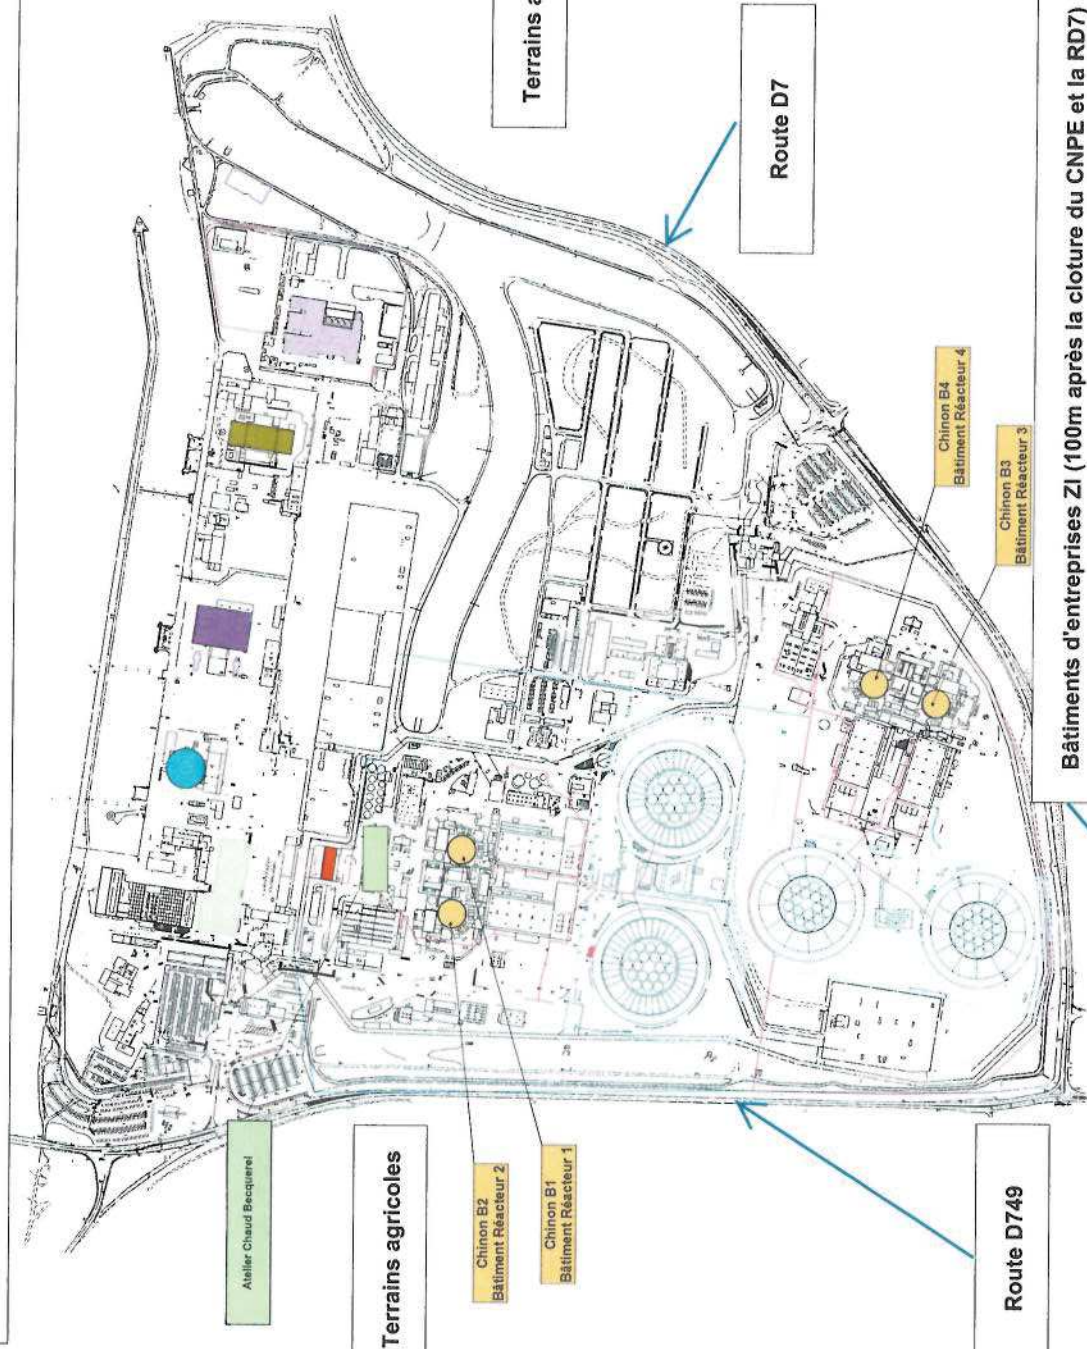 Terrains a
Route D7
Chinon B4
Bâtiment Réacteur 4
Chinon B3
Bâtiment Réacteur 3
Bâtiments d'entreprises ZI (100m après la cloture du CNPE et la RD7)
Atelier Chaud Becquerel
Terrains agricoles
Chinon B2
Bâtiment Réacteur 2
Chinon B1
Bâtiment Réacteur 1
Route D749